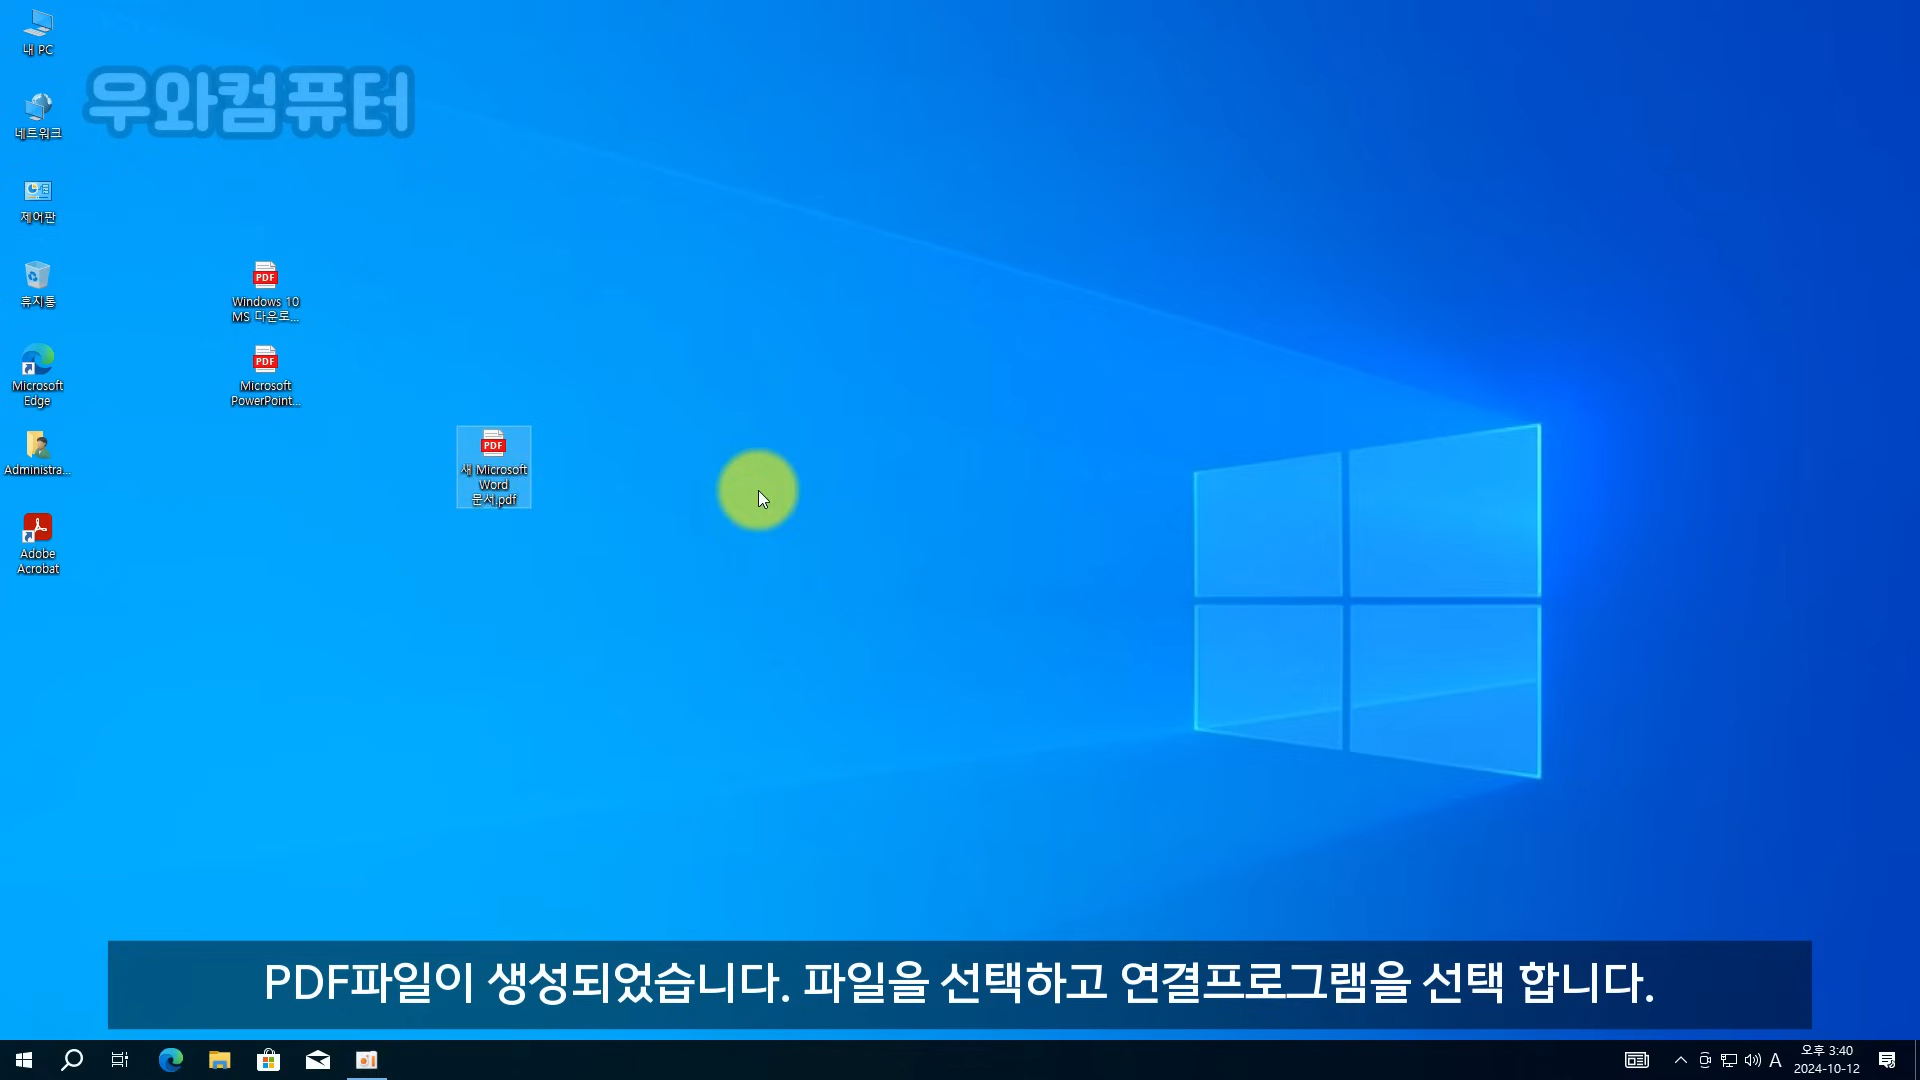 내 PC
우와컴퓨터
네트워크
제어판
휴지통
PDF
Windows 10
MS 다운로...
Microsoft
Edge
PDF
Microsoft
PowerPoint...
Administra...
PDF
새 Microsoft
Word
문서.pdf
Adobe
Acrobat
PDF파일이 생성되었습니다. 파일을 선택하고 연결프로그램을 선택 합니다.
A
오후 3:40
2024-10-12